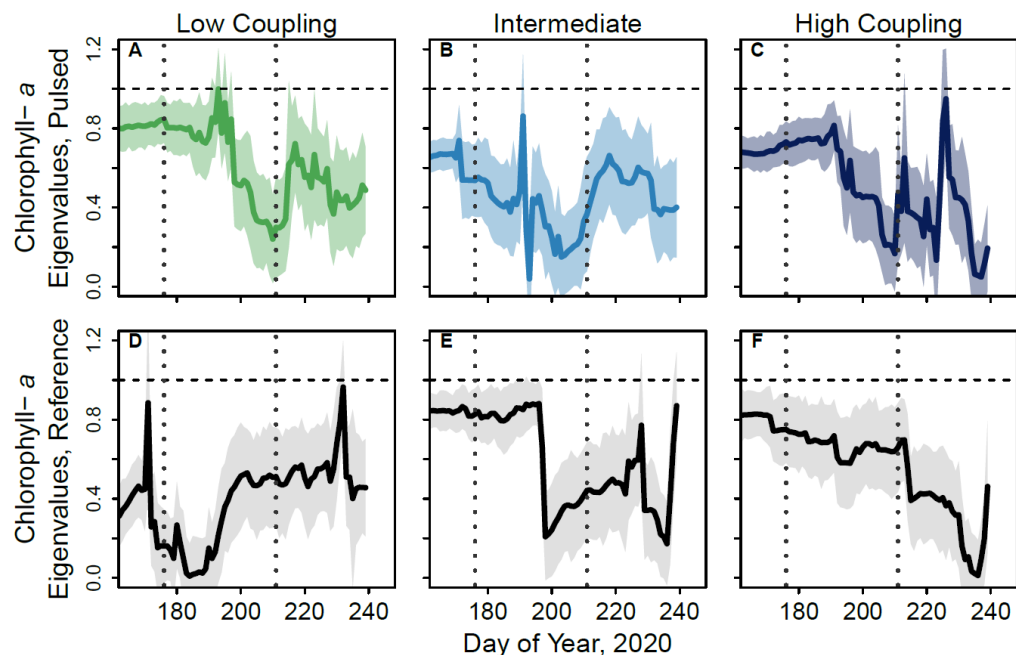 Low Coupling Intermediate High Coupling
Chlorophyll− a
Eigenvalues, Pulsed
0.0 0.4 0.8 1.2
A B C
Chlorophyll− a
Eigenvalues, Reference
0.0 0.4 0.8 1.2
D E F
180 200 220 240 180 200 220 240 180 200 220 240
Day of Year, 2020